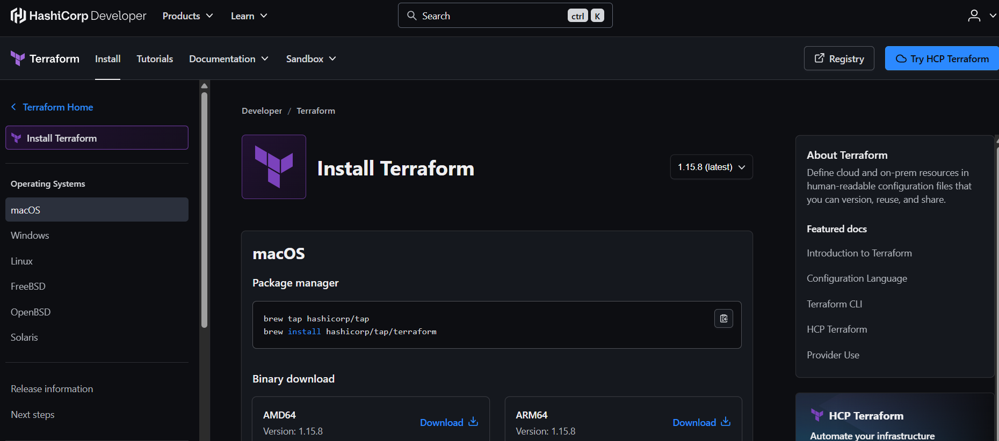 HashiCorp Developer
Products
Learn
Search
ctrl K
Terraform
Install
Tutorials
Documentation
Sandbox
Registry
Try HCP Terraform
Terraform Home
Install Terraform
Operating Systems
macOS
Windows
Linux
FreeBSD
OpenBSD
Solaris
Release information
Next steps
Developer / Terraform
Install Terraform
1.15.8 (latest)
macOS
Package manager
brew tap hashicorp/tap
brew install hashicorp/tap/terraform
Binary download
AMD64
Version: 1.15.8
Download
ARM64
Version: 1.15.8
Download
About Terraform
Define cloud and on-prem resources in
human-readable configuration files that
you can version, reuse, and share.
Featured docs
Introduction to Terraform
Configuration Language
Terraform CLI
HCP Terraform
Provider Use
HCP Terraform
Automate your infrastructure